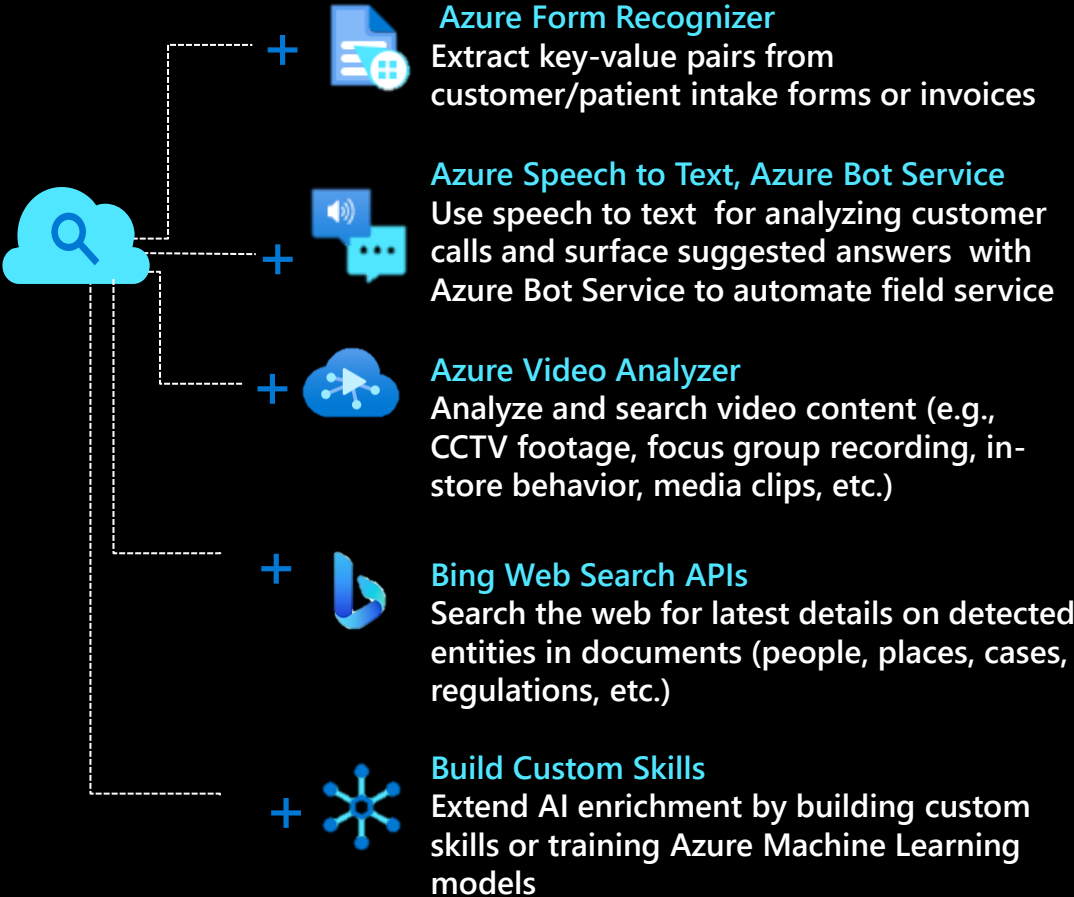 Azure Form Recognizer
Extract key-value pairs from
customer/patient intake forms or invoices
Azure Speech to Text, Azure Bot Service
Use speech to text for analyzing customer
calls and surface suggested answers with
Azure Bot Service to automate field service
Azure Video Analyzer
Analyze and search video content (e.g.,
CCTV footage, focus group recording, in-
store behavior, media clips, etc.)
Bing Web Search APIs
Search the web for latest details on detected
entities in documents (people, places, cases,
regulations, etc.)
Build Custom Skills
Extend AI enrichment by building custom
skills or training Azure Machine Learning
models